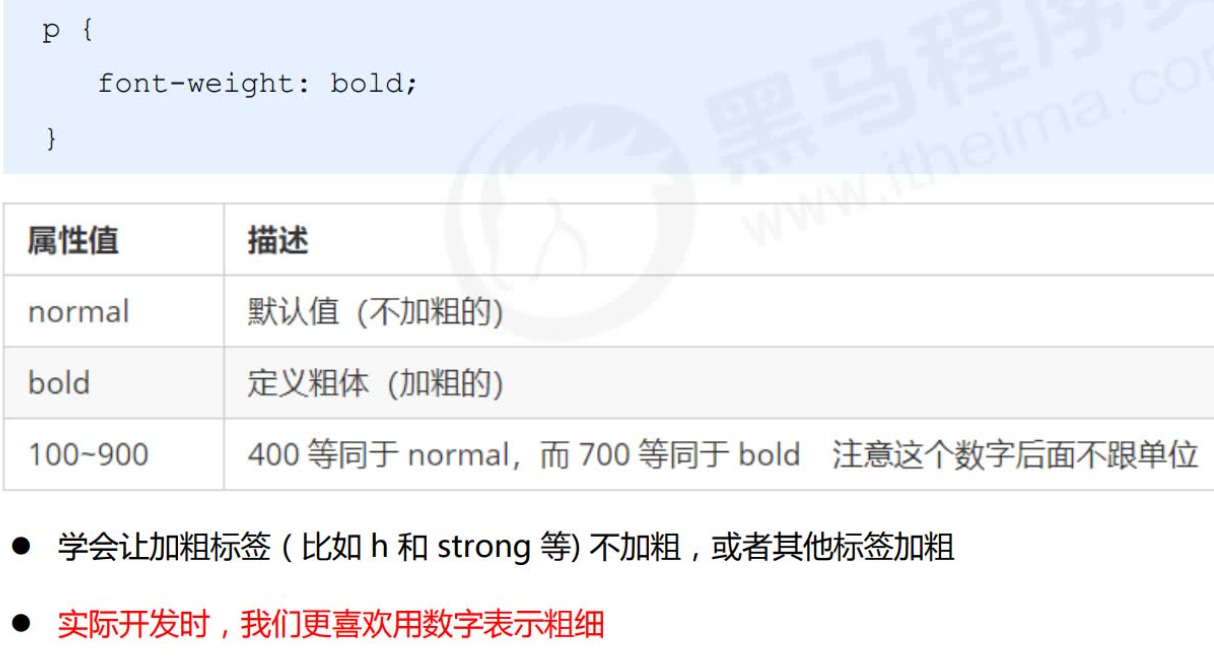 p {
font-weight: bold;
}
黑马程序员
www.itheima.com
属性值 描述
normal 默认值（不加粗的）
bold 定义粗体（加粗的）
100~900 400 等同于 normal，而 700 等同于 bold 注意这个数字后面不跟单位
● 学会让加粗标签 ( 比如 h 和 strong 等) 不加粗，或者其他标签加粗
● 实际开发时，我们更喜欢用数字表示粗细